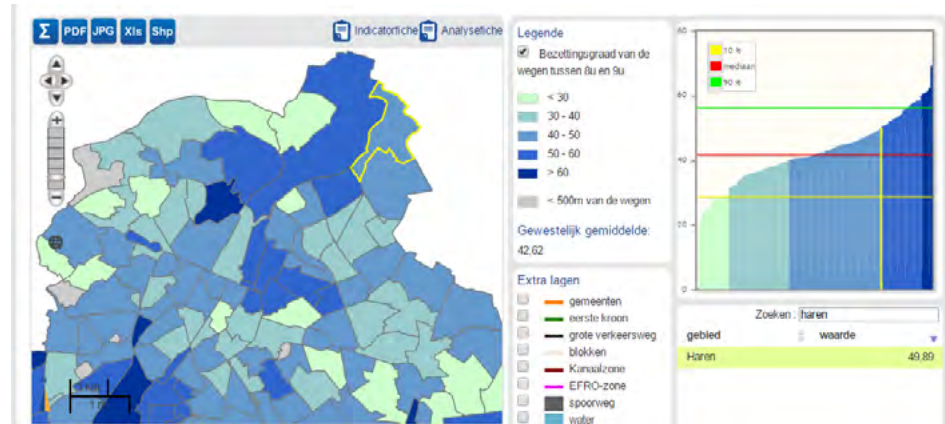 Σ PDF JPG Xls Shp
Indicatorfiche Analysefiche
Legende
Bezettingsgraad van de
wegen tussen 8u en 9u
< 30
30 - 40
40 - 50
50 - 60
> 60
< 500m van de wegen
Gewestelijk gemiddelde:
42,62
Extra lagen
gemeenten
eerste kroon
grote verkeersweg
blokken
Kanaalzone
EFRO-zone
spoorweg
water
10 %
mediaan
90 %
40
20
0
Zoeken : haren
gebied waarde
Haren 49,89